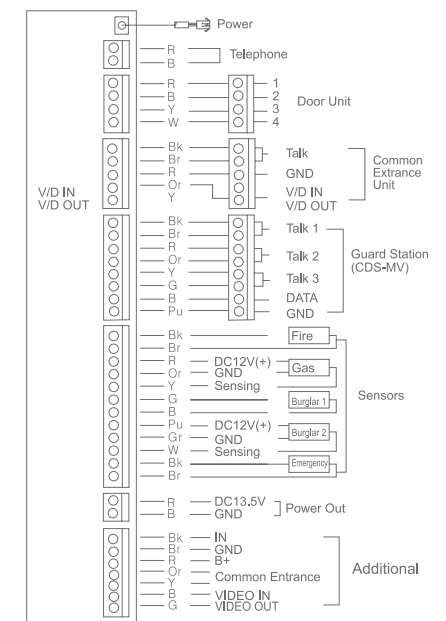 Power
R
B
Telephone
R
B
Y
W
1
2
3
4
Door Unit
Bk
Br
R
Or
Y
Talk
GND
V/D IN
V/D OUT
Common
Extrance
Unit
V/D IN
V/D OUT
Bk
Br
R
Or
Y
G
B
Pu
Talk 1
Talk 2
Talk 3
DATA
GND
Guard Station
(CDS-MV)
Bk
Br
Fire
R DC12V(+)
Or GND
Y Sensing
Gas
G
B
Burglar 1
Pu DC12V(+)
Gr GND
W Sensing
Burglar 2
Bk
Br
Emergency
Sensors
R DC13.5V
B GND
Power Out
Bk IN
Br GND
R B+
Or
Y
Common Entrance
B VIDEO IN
G VIDEO OUT
Additional